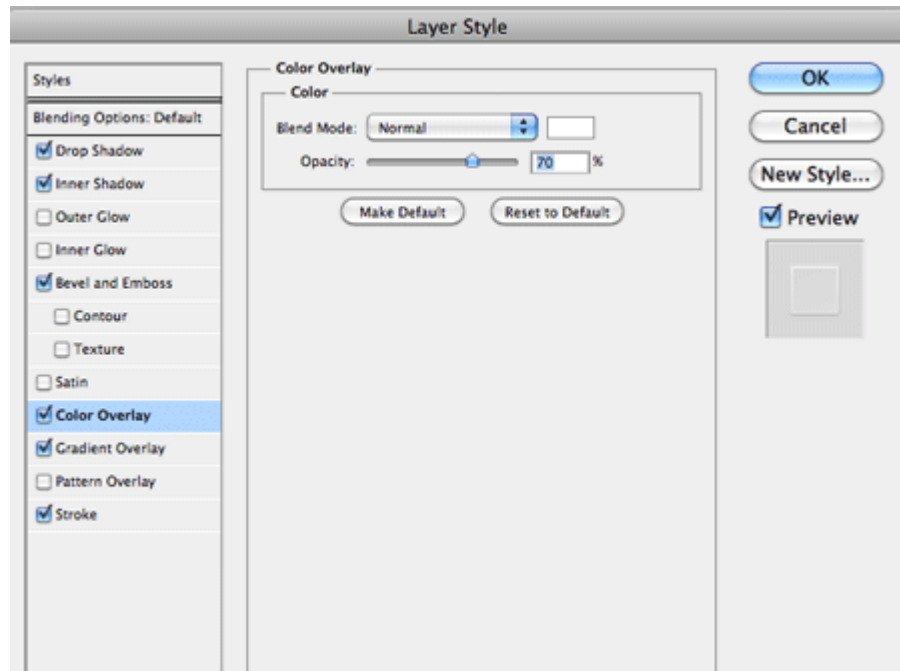 Layer Style
Styles
Blending Options: Default
Drop Shadow
Inner Shadow
Outer Glow
Inner Glow
Bevel and Emboss
Contour
Texture
Satin
Color Overlay
Gradient Overlay
Pattern Overlay
Stroke
Color Overlay
Color
Blend Mode: Normal
Opacity: 70 %
Make Default Reset to Default
OK
Cancel
New Style...
Preview